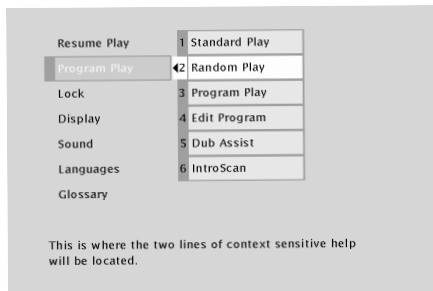 Resume Play
Program Play
Lock
Display
Sound
Languages
Glossary
1 Standard Play
2 Random Play
3 Program Play
4 Edit Program
5 Dub Assist
6 IntroScan
This is where the two lines of context sensitive help
will be located.